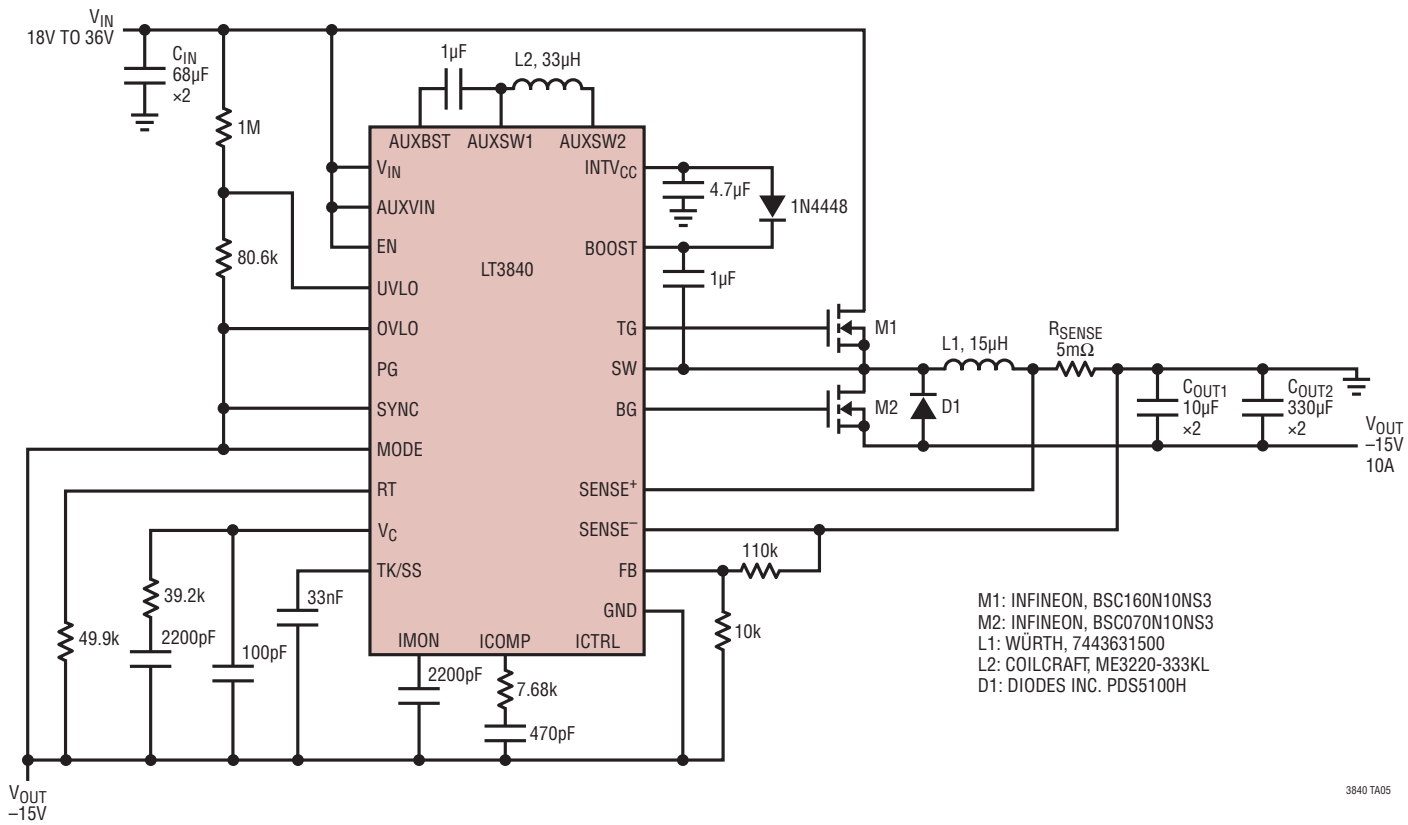 VIN
18V TO 36V
CIN
68µF
×2
1µF
L2, 33µH
1M
80.6k
AUXBST
AUXSW1
AUXSW2
VIN
AUXVIN
EN
UVLO
OVLO
PG
SYNC
MODE
RT
VC
TK/SS
LT3840
INTVCC
BOOST
TG
SW
BG
SENSE+
SENSE–
FB
GND
IMON
ICOMP
ICTRL
4.7µF
1N4448
1µF
M1
M2
D1
L1, 15µH
RSENSE
5mΩ
COUT1
10µF
×2
COUT2
330µF
×2
VOUT
–15V
10A
110k
10k
49.9k
39.2k
2200pF
100pF
33nF
2200pF
7.68k
470pF
VOUT
–15V
M1: INFINEON, BSC160N10NS3
M2: INFINEON, BSC070N1ONS3
L1: WÜRTH, 7443631500
L2: COILCRAFT, ME3220-333KL
D1: DIODES INC. PDS5100H
3840 TA05